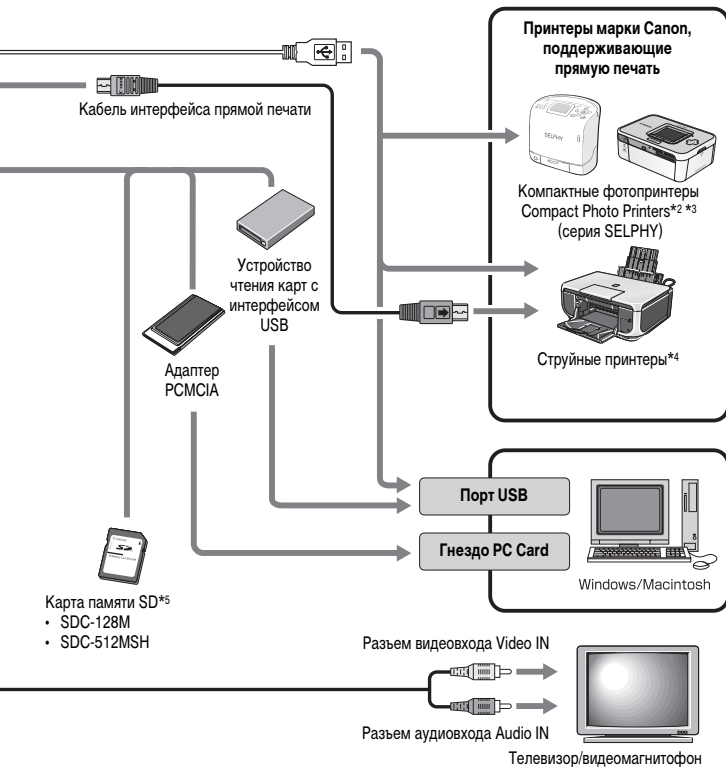 Принтеры марки Canon,
поддерживающие
прямую печать
Кабель интерфейса прямой печати
SELPHY
Компактные фотопринтеры
Compact Photo Printers*2 *3
(серия SELPHY)
Устройство
чтения карт с
интерфейсом
USB
Струйные принтеры*4
Адаптер
PCMCIA
Порт USB
Гнездо PC Card
Windows/Macintosh
Canon
SD
Карта памяти SD*5
• SDC-128M
• SDC-512MSH
Разъем видеовхода Video IN
Разъем аудиовхода Audio IN
Телевизор/видеомагнитофон